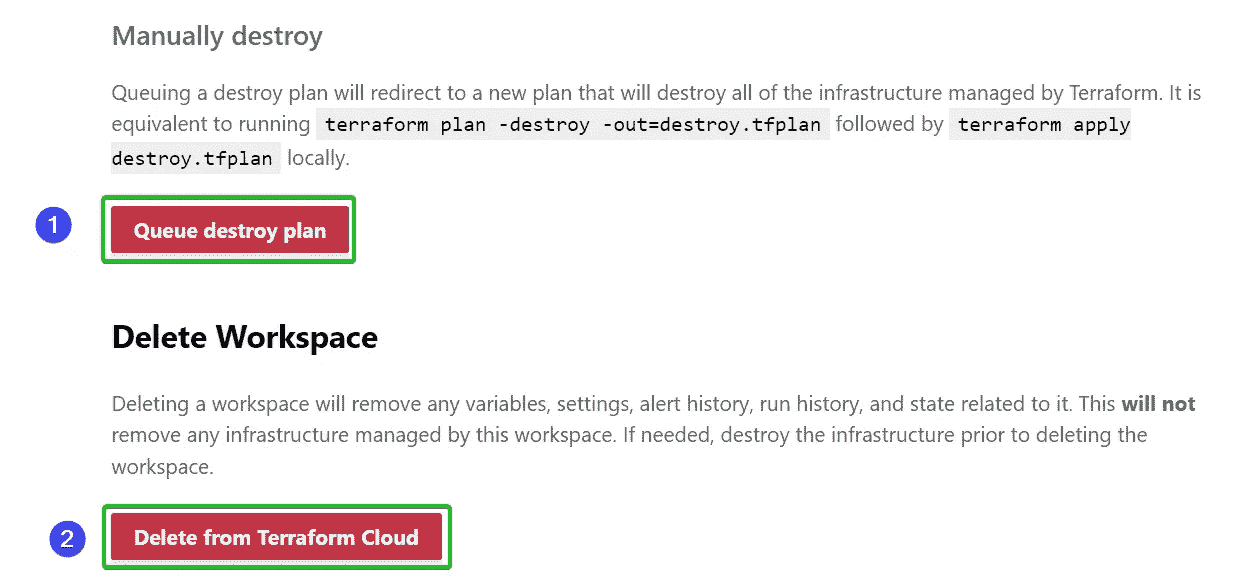 Manually destroy
Queuing a destroy plan will redirect to a new plan that will destroy all of the infrastructure managed by Terraform. It is
equivalent to running terraform plan -destroy -out=destroy.tfplan followed by terraform apply
destroy.tfplan locally.
1
Queue destroy plan
Delete Workspace
Deleting a workspace will remove any variables, settings, alert history, run history, and state related to it. This will not
remove any infrastructure managed by this workspace. If needed, destroy the infrastructure prior to deleting the
workspace.
2
Delete from Terraform Cloud